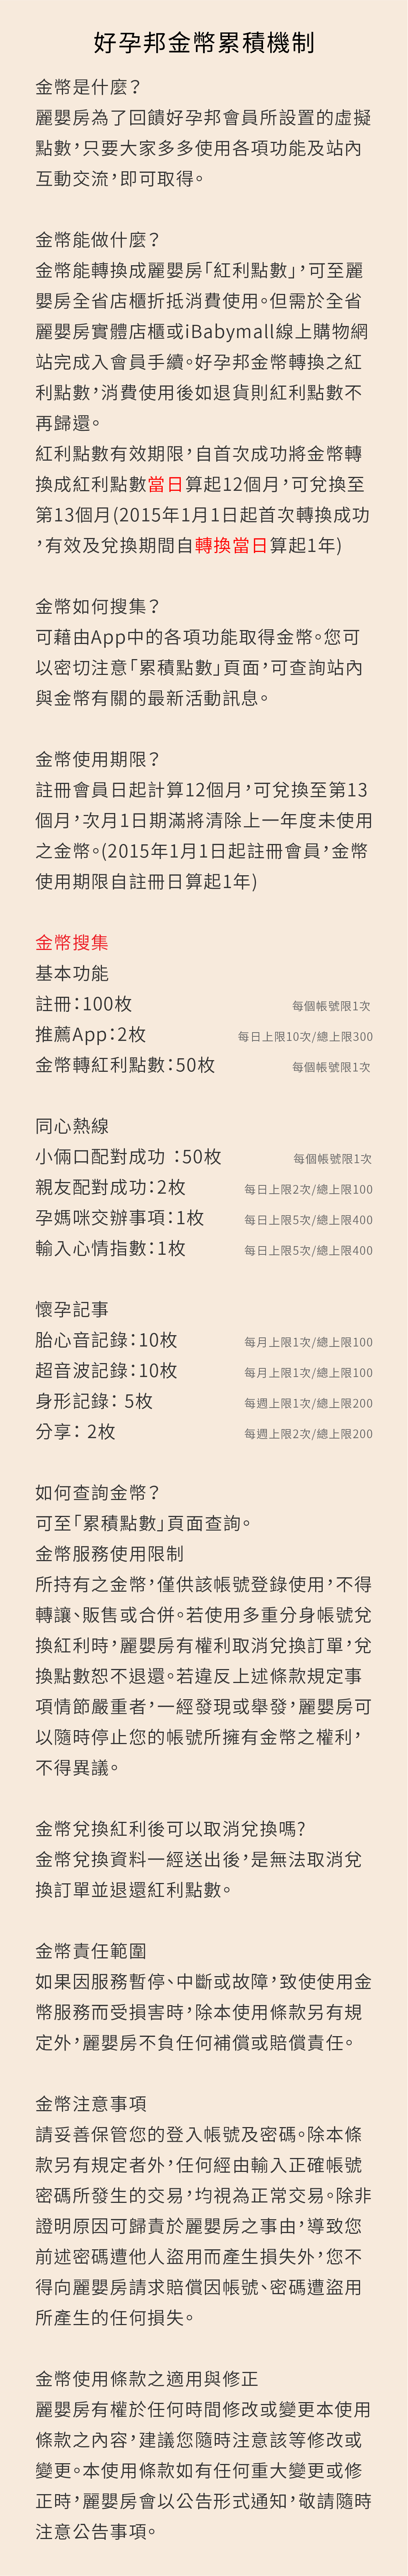 好孕邦金幣累積機制
金幣是什麼？
麗嬰房為了回饋好孕邦會員所設置的虛擬
點數，只要大家多多使用各項功能及站內
互動交流，即可取得。
金幣能做什麼？
金幣能轉換成麗嬰房「紅利點數」，可至麗
嬰房全省店櫃折抵消費使用。但需於全省
麗嬰房實體店櫃或iBabymall線上購物網
站完成入會員手續。好孕邦金幣轉換之紅
利點數，消費使用後如退貨則紅利點數不
再歸還。
紅利點數有效期限，自首次成功將金幣轉
換成紅利點數當日算起12個月，可兌換至
第13個月(2015年1月1日起首次轉換成功
，有效及兌換期間自轉換當日算起1年)
金幣如何搜集？
可藉由App中的各項功能取得金幣。您可
以密切注意「累積點數」頁面，可查詢站內
與金幣有關的最新活動訊息。
金幣使用期限？
註冊會員日起計算12個月，可兌換至第13
個月，次月1日期滿將清除上一年度未使用
之金幣。(2015年1月1日起註冊會員，金幣
使用期限自註冊日算起1年)
金幣搜集
基本功能
註冊：100枚 每個帳號限1次
推薦App：2枚 每日上限10次/總上限300
金幣轉紅利點數：50枚 每個帳號限1次
同心熱線
小倆口配對成功 ：50枚 每個帳號限1次
親友配對成功：2枚 每日上限2次/總上限100
孕媽咪交辦事項：1枚 每日上限5次/總上限400
輸入心情指數：1枚 每日上限5次/總上限400
懷孕記事
胎心音記錄：10枚 每月上限1次/總上限100
超音波記錄：10枚 每月上限1次/總上限100
身形記錄： 5枚 每週上限1次/總上限200
分享： 2枚 每週上限2次/總上限200
如何查詢金幣？
可至「累積點數」頁面查詢。
金幣服務使用限制
所持有之金幣，僅供該帳號登錄使用，不得
轉讓、販售或合併。若使用多重分身帳號兌
換紅利時，麗嬰房有權利取消兌換訂單，兌
換點數恕不退還。若違反上述條款規定事
項情節嚴重者，一經發現或舉發，麗嬰房可
以隨時停止您的帳號所擁有金幣之權利，
不得異議。
金幣兌換紅利後可以取消兌換嗎?
金幣兌換資料一經送出後，是無法取消兌
換訂單並退還紅利點數。
金幣責任範圍
如果因服務暫停、中斷或故障，致使使用金
幣服務而受損害時，除本使用條款另有規
定外，麗嬰房不負任何補償或賠償責任。
金幣注意事項
請妥善保管您的登入帳號及密碼。除本條
款另有規定者外，任何經由輸入正確帳號
密碼所發生的交易，均視為正常交易。除非
證明原因可歸責於麗嬰房之事由，導致您
前述密碼遭他人盜用而產生損失外，您不
得向麗嬰房請求賠償因帳號、密碼遭盜用
所產生的任何損失。
金幣使用條款之適用與修正
麗嬰房有權於任何時間修改或變更本使用
條款之內容，建議您隨時注意該等修改或
變更。本使用條款如有任何重大變更或修
正時，麗嬰房會以公告形式通知，敬請隨時
注意公告事項。